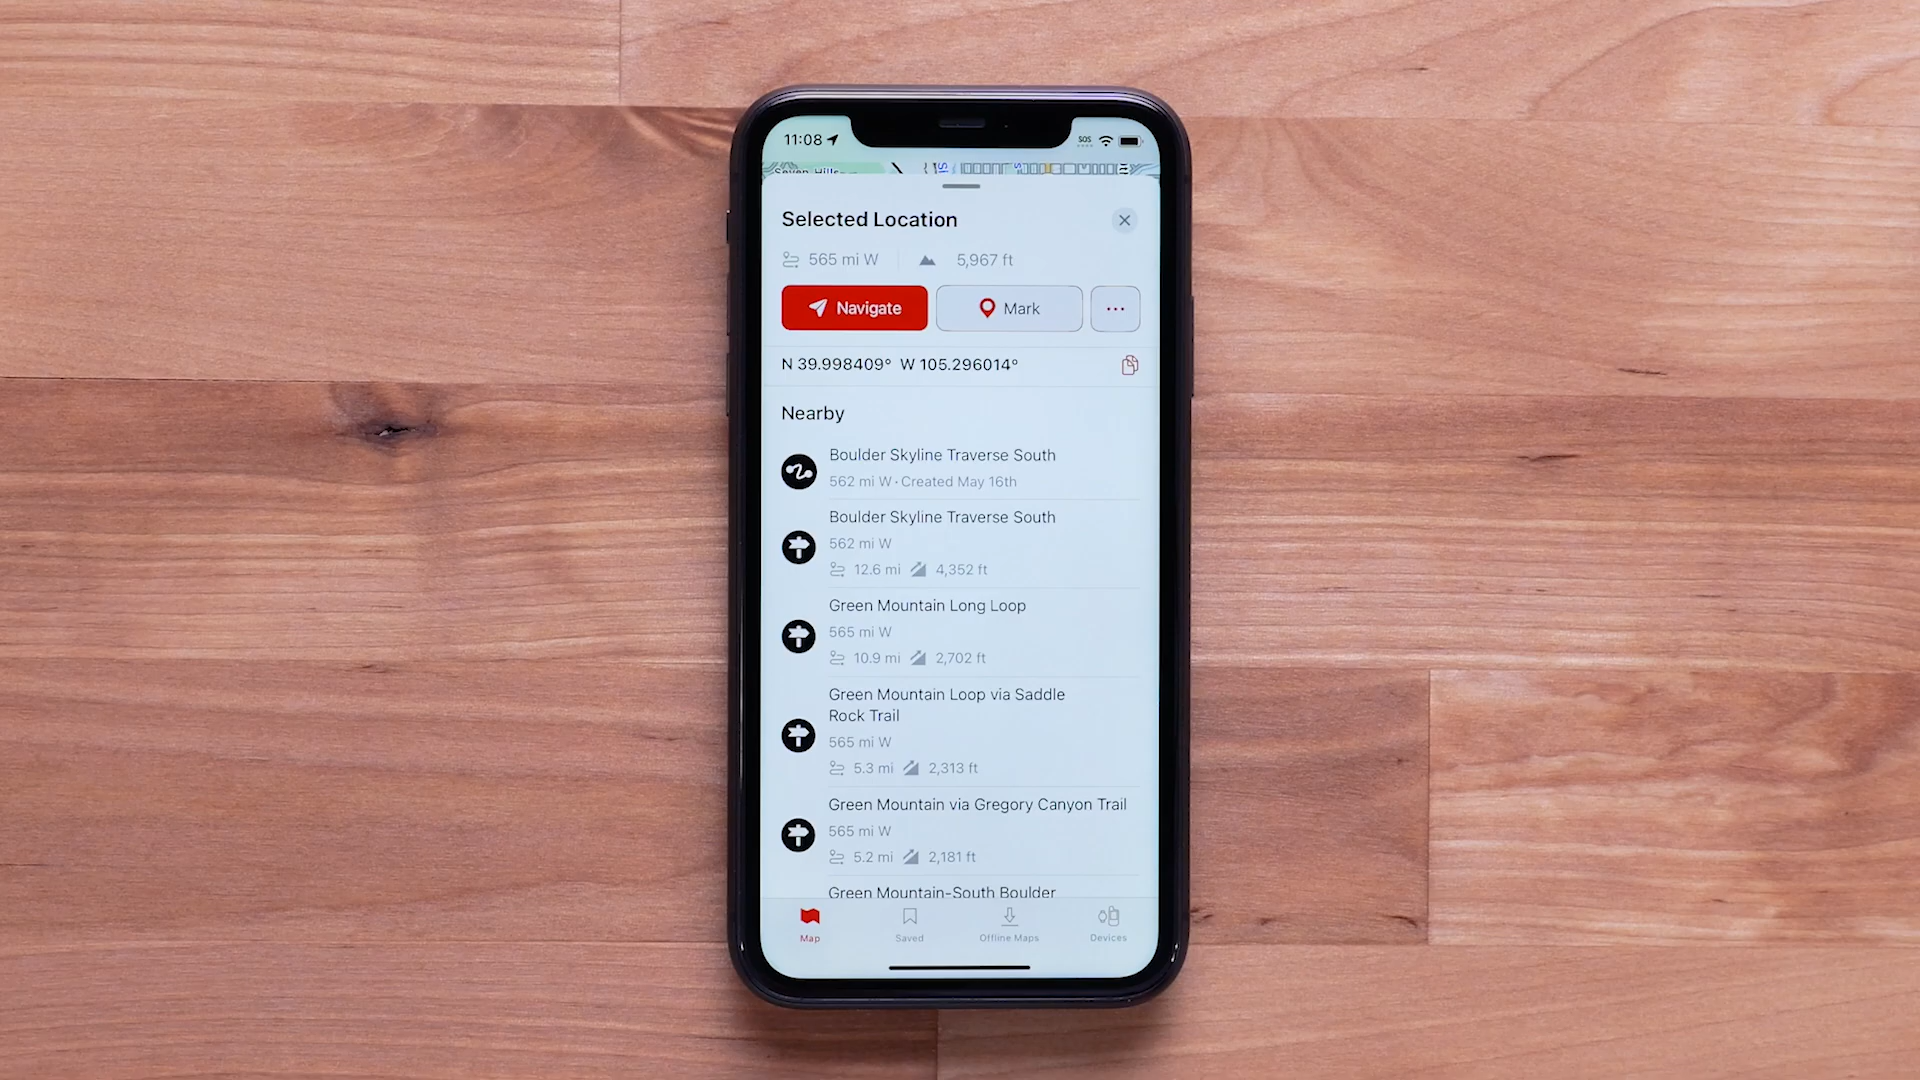 11:08
SOS
Seven Hills
Selected Location
565 mi W
5,967 ft
Navigate
Mark
N 39.998409° W 105.296014°
Nearby
Boulder Skyline Traverse South
562 mi W · Created May 16th
Boulder Skyline Traverse South
562 mi W
12.6 mi 4,352 ft
Green Mountain Long Loop
565 mi W
10.9 mi 2,702 ft
Green Mountain Loop via Saddle
Rock Trail
565 mi W
5.3 mi 2,313 ft
Green Mountain via Gregory Canyon Trail
565 mi W
5.2 mi 2,181 ft
Green Mountain-South Boulder
Map
Saved
Offline Maps
Devices